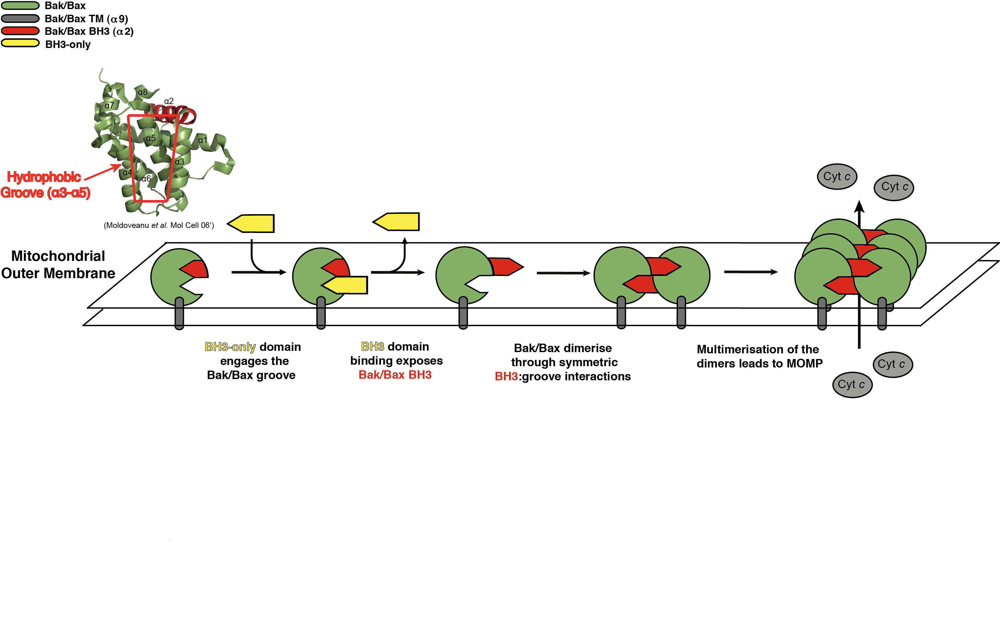 Bak/Bax
Bak/Bax TM (α9)
Bak/Bax BH3 (α2)
BH3-only
α8
α2
α7
α5
α1
α3
α4
α6
Hydrophobic
Groove (α3-α5)
(Moldoveanu et al. Mol Cell 06’)
Mitochondrial
Outer Membrane
BH3-only domain
engages the
Bak/Bax groove
BH3 domain
binding exposes
Bak/Bax BH3
Bak/Bax dimerise
through symmetric
BH3:groove interactions
Multimerisation of the
dimers leads to MOMP
Cyt c
Cyt c
Cyt c
Cyt c